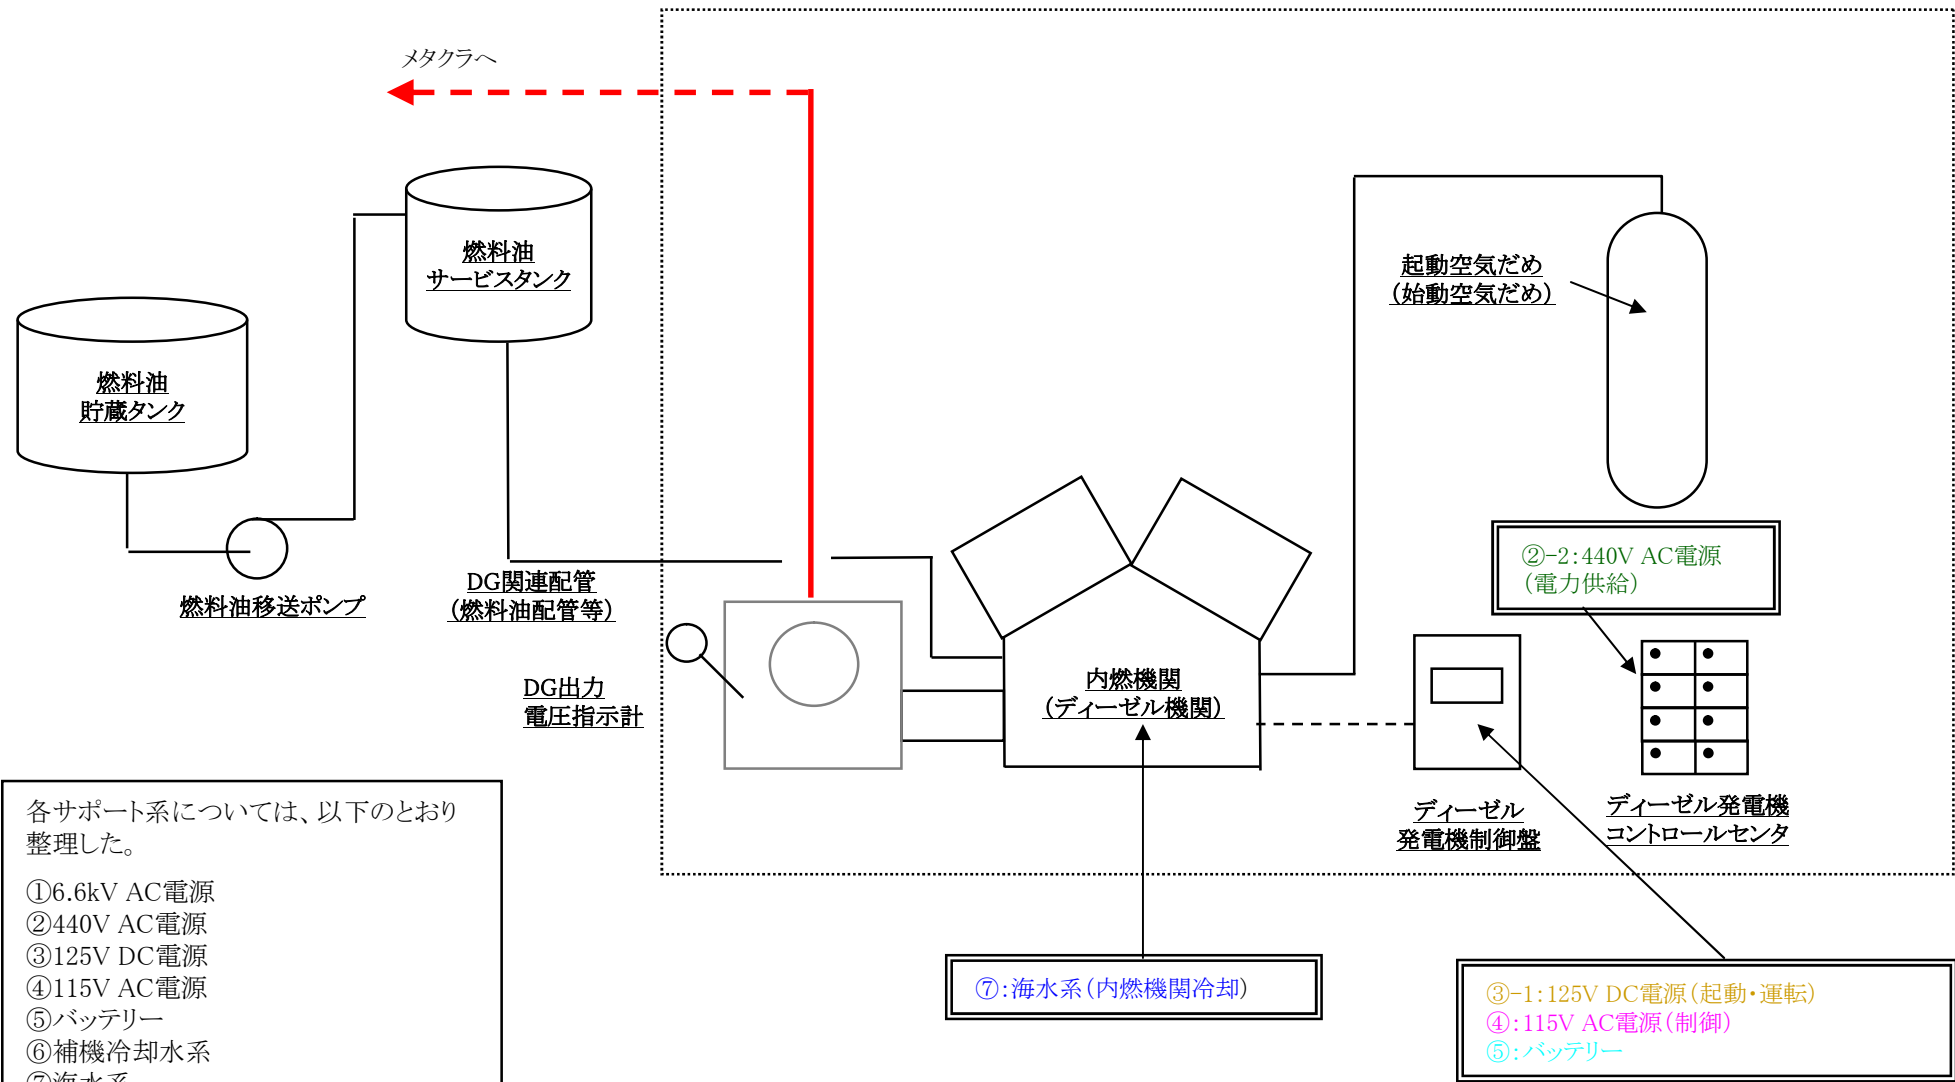 メタクラへ
燃料油
サービスタンク
起動空気だめ
（始動空気だめ）
燃料油
貯蔵タンク
②-2：440V AC電源
（電力供給）
燃料油移送ポンプ
DG関連配管
（燃料油配管等）
DG出力
電圧指示計
内燃機関
（ディーゼル機関）
ディーゼル
発電機制御盤
ディーゼル発電機
コントロールセンタ
各サポート系については、以下のとおり
整理した。
①6.6kV AC電源
②440V AC電源
③125V DC電源
④115V AC電源
⑤バッテリー
⑥補機冷却水系
⑦海水系
⑦：海水系（内燃機関冷却）
③-1：125V DC電源（起動・運転）
④：115V AC電源（制御）
⑤：バッテリー